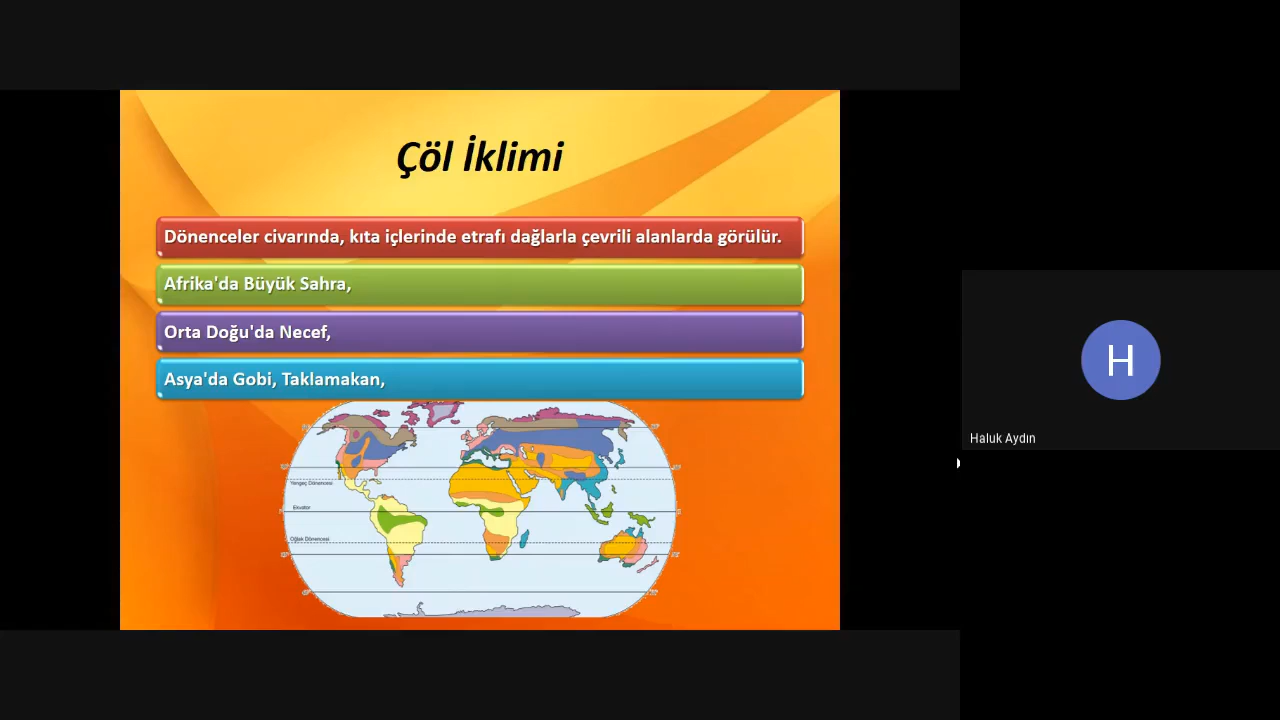 Çöl İklimi
Dönenceler civarında, kıta içlerinde etrafı dağlarla çevrili alanlarda görülür.
Afrika'da Büyük Sahra,
Orta Doğu'da Necef,
Asya'da Gobi, Taklamakan,
Yengeç Dönencesi
Ekvator
Oğlak Dönencesi
H
Haluk Aydın